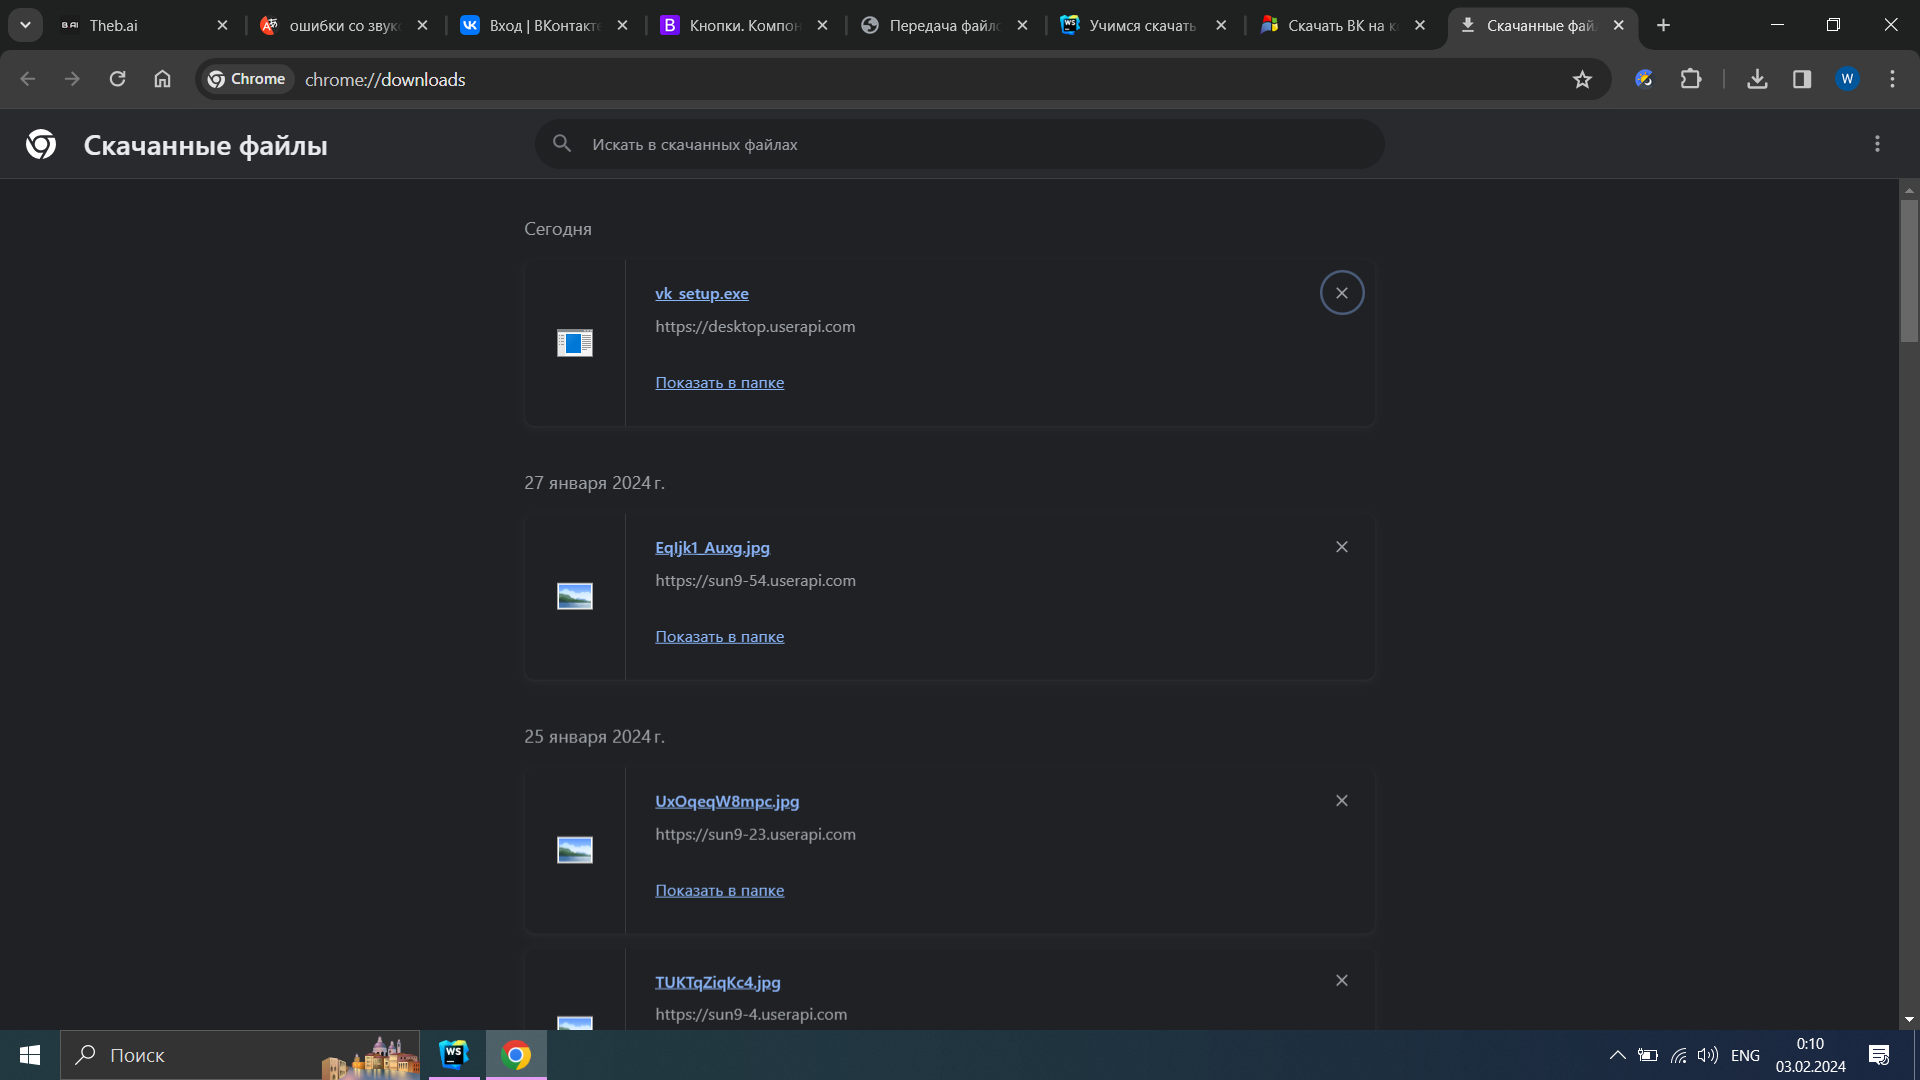 Theb.ai
ошибки со звук
Вход | ВКонтакте
Кнопки. Компон
Передача файло
Учимся скачать
Скачать ВК на к
Скачанные фай
Chrome
chrome://downloads
W
Скачанные файлы
Искать в скачанных файлах
Сегодня
vk_setup.exe
https://desktop.userapi.com
Показать в папке
27 января 2024 г.
EqIjk1_Auxg.jpg
https://sun9-54.userapi.com
Показать в папке
25 января 2024 г.
UxOqeqW8mpc.jpg
https://sun9-23.userapi.com
Показать в папке
TUKTqZiqKc4.jpg
https://sun9-4.userapi.com
Поиск
WS
ENG
0:10
03.02.2024